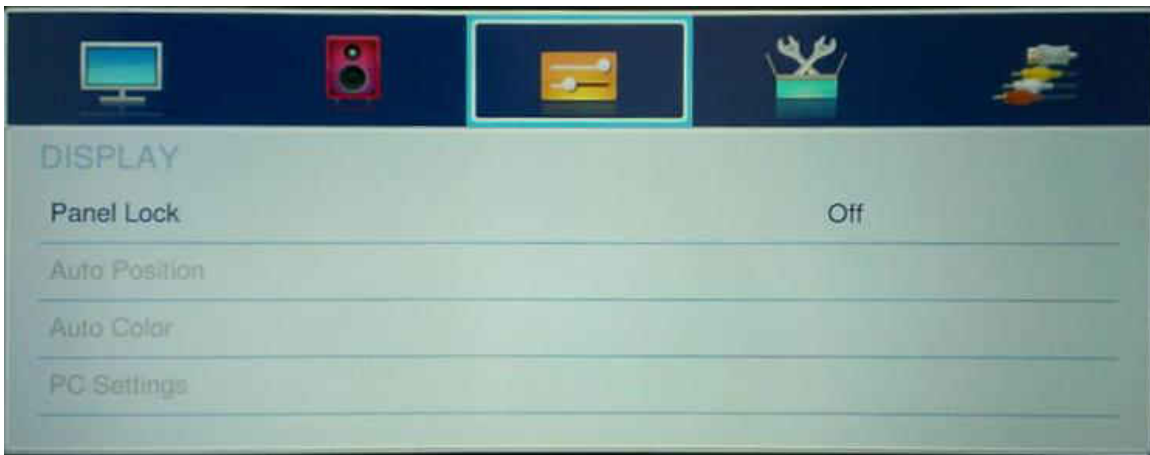 DISPLAY
Panel Lock Off
Auto Position
Auto Color
PC Settings